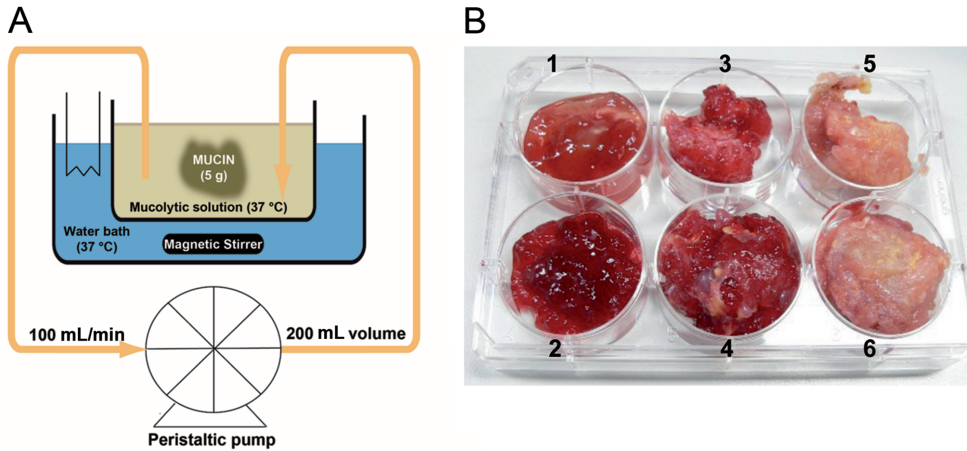 A
B
MUCIN
(5 g)
Mucolytic solution (37 °C)
Water bath
(37 °C)
Magnetic Stirrer
100 mL/min
200 mL volume
Peristaltic pump
1
3
5
2
4
6